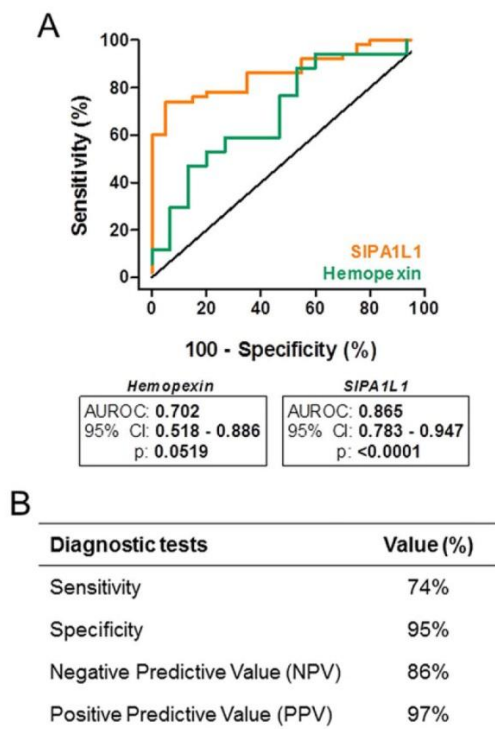 A
Sensitivity (%)
100
80
60
40
20
0
SIPA1L1
Hemopexin
0 20 40 60 80 100
100 - Specificity (%)
Hemopexin
AUROC: 0.702
95% CI: 0.518 - 0.886
p: 0.0519
SIPA1L1
AUROC: 0.865
95% CI: 0.783 - 0.947
p: <0.0001
B
Diagnostic tests Value (%)
Sensitivity 74%
Specificity 95%
Negative Predictive Value (NPV) 86%
Positive Predictive Value (PPV) 97%